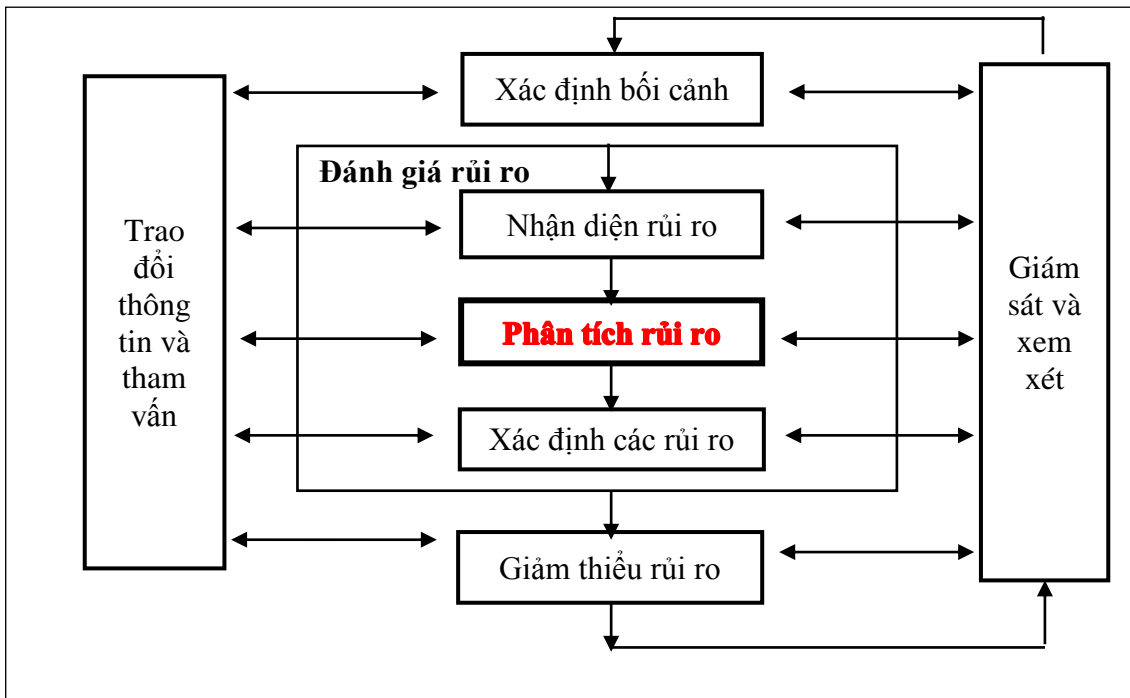 Xác định bối cảnh
Đánh giá rủi ro
Nhận diện rủi ro
Trao
đổi
thông
tin và
tham
vấn
Phân tích rủi ro
Giám
sát và
xem
xét
Xác định các rủi ro
Giảm thiểu rủi ro